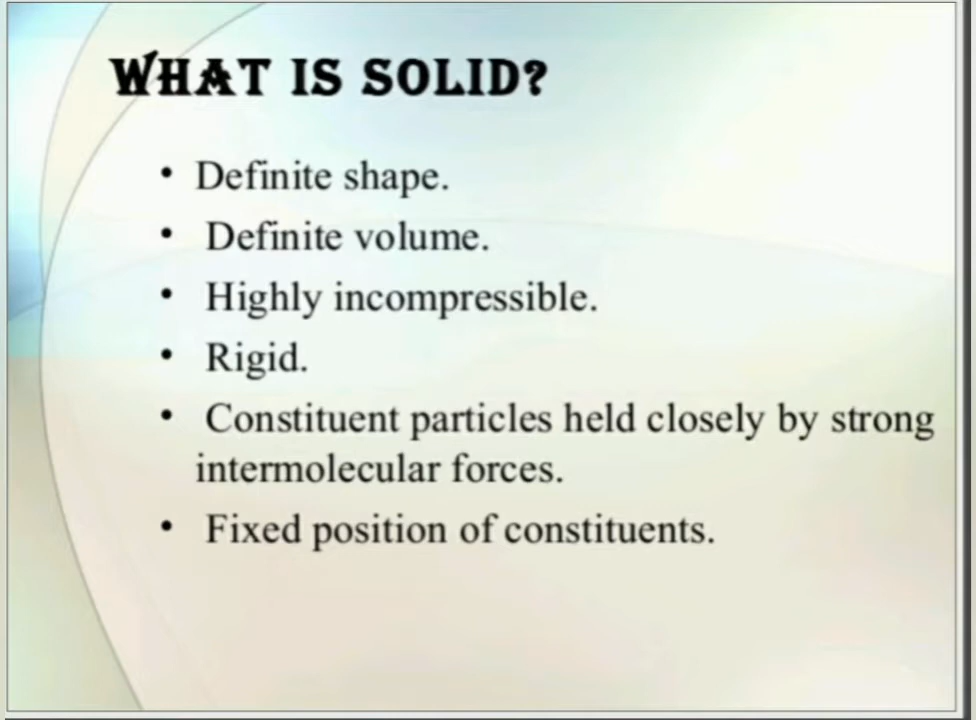 WHAT IS SOLID?
• Definite shape.
• Definite volume.
• Highly incompressible.
• Rigid.
• Constituent particles held closely by strong
intermolecular forces.
• Fixed position of constituents.